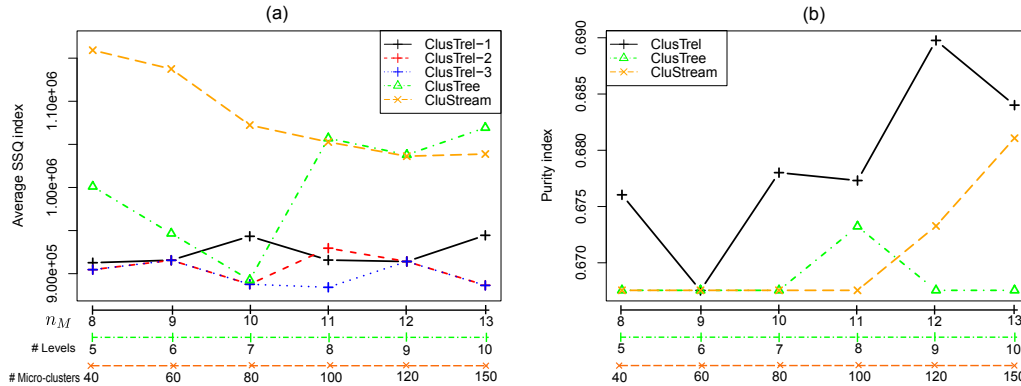 (a)
Average SSQ index
9.00e+05 1.00e+06 1.10e+06
ClusTrel−1
ClusTrel−2
ClusTrel−3
ClusTree
CluStream
n_M 8 9 10 11 12 13
# Levels 5 6 7 8 9 10
# Micro-clusters 40 60 80 100 120 150
(b)
Purity index
0.670 0.675 0.680 0.685 0.690
ClusTrel
ClusTree
CluStream
8 9 10 11 12 13
5 6 7 8 9 10
40 60 80 100 120 150